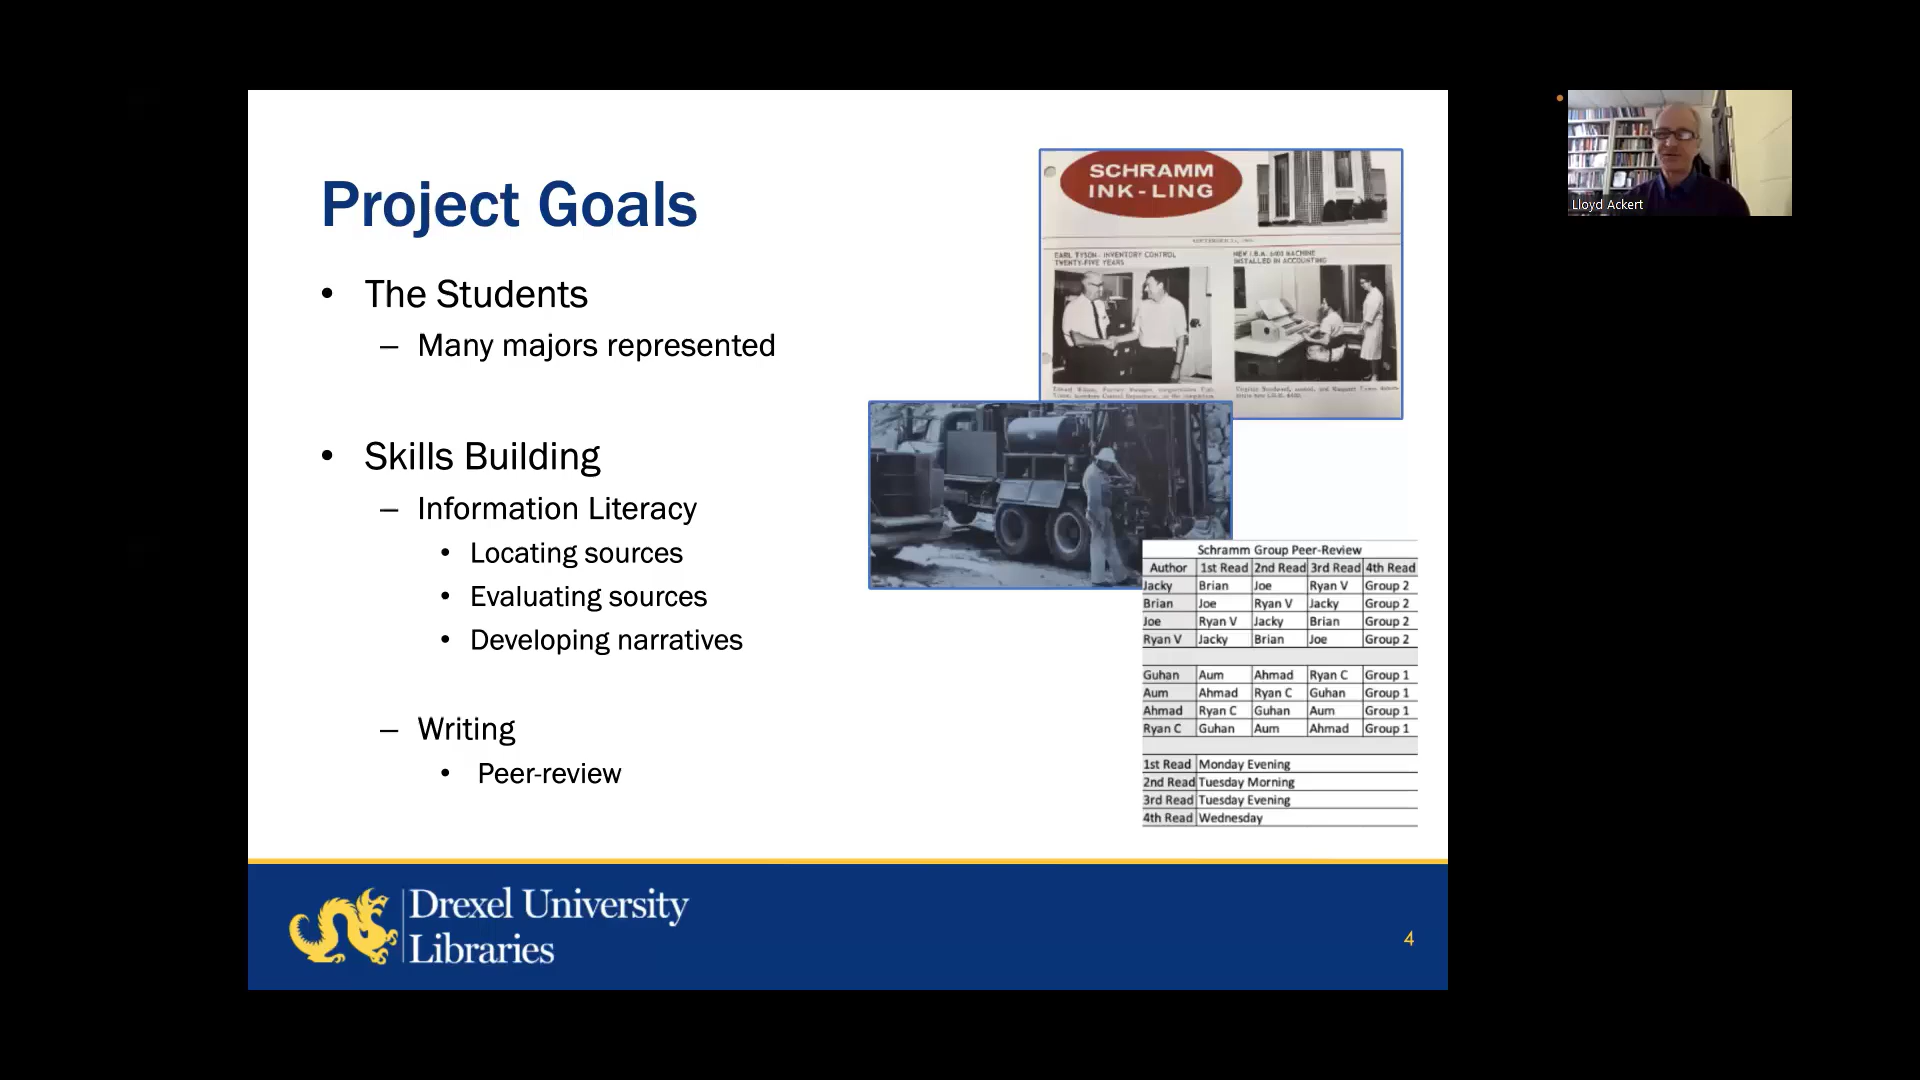 Project Goals
• The Students
– Many majors represented
• Skills Building
– Information Literacy
• Locating sources
• Evaluating sources
• Developing narratives
– Writing
• Peer-review
SCHRAMM
INK-LING
EARL TYSON - INVENTORY CONTROL
TWENTY-FIVE YEARS
NEW I.B.M. 6400 MACHINE
INSTALLED IN ACCOUNTING
Schramm Group Peer-Review
Author 1st Read 2nd Read 3rd Read 4th Read
Jacky Brian Joe Ryan V Group 2
Brian Joe Ryan V Jacky Group 2
Joe Ryan V Jacky Brian Group 2
Ryan V Jacky Brian Joe Group 2
Guhan Aum Ahmad Ryan C Group 1
Aum Ahmad Ryan C Guhan Group 1
Ahmad Ryan C Guhan Aum Group 1
Ryan C Guhan Aum Ahmad Group 1
1st Read Monday Evening
2nd Read Tuesday Morning
3rd Read Tuesday Evening
4th Read Wednesday
Drexel University
Libraries
4
Lloyd Ackert